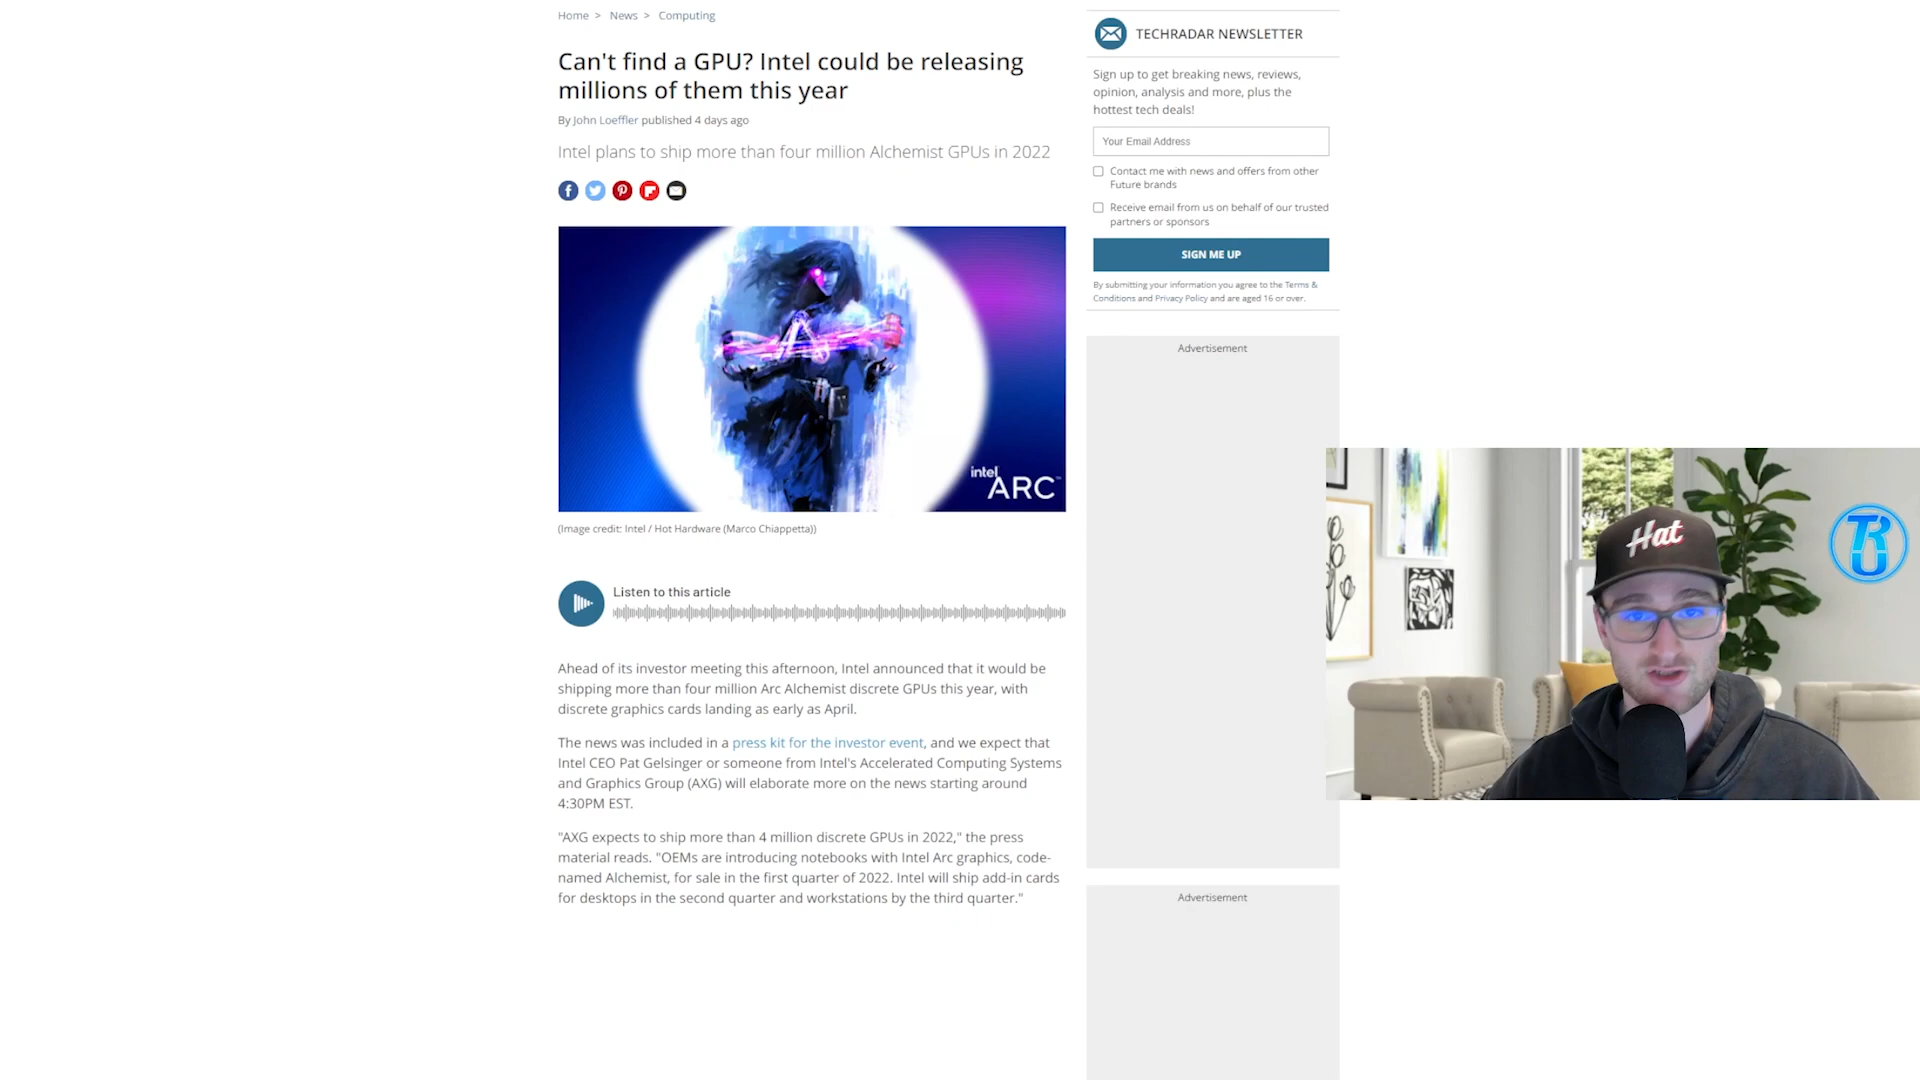 Home > News > Computing
Can't find a GPU? Intel could be releasing
millions of them this year
By John Loeffler published 4 days ago
Intel plans to ship more than four million Alchemist GPUs in 2022
intel
ARC
(Image credit: Intel / Hot Hardware (Marco Chiappetta))
Listen to this article
Ahead of its investor meeting this afternoon, Intel announced that it would be
shipping more than four million Arc Alchemist discrete GPUs this year, with
discrete graphics cards landing as early as April.
The news was included in a press kit for the investor event, and we expect that
Intel CEO Pat Gelsinger or someone from Intel's Accelerated Computing Systems
and Graphics Group (AXG) will elaborate more on the news starting around
4:30PM EST.
"AXG expects to ship more than 4 million discrete GPUs in 2022," the press
material reads. "OEMs are introducing notebooks with Intel Arc graphics, code-
named Alchemist, for sale in the first quarter of 2022. Intel will ship add-in cards
for desktops in the second quarter and workstations by the third quarter."
TECHRADAR NEWSLETTER
Sign up to get breaking news, reviews,
opinion, analysis and more, plus the
hottest tech deals!
Your Email Address
Contact me with news and offers from other
Future brands
Receive email from us on behalf of our trusted
partners or sponsors
SIGN ME UP
By submitting your information you agree to the Terms &
Conditions and Privacy Policy and are aged 16 or over.
Advertisement
Advertisement
Hat
TRU